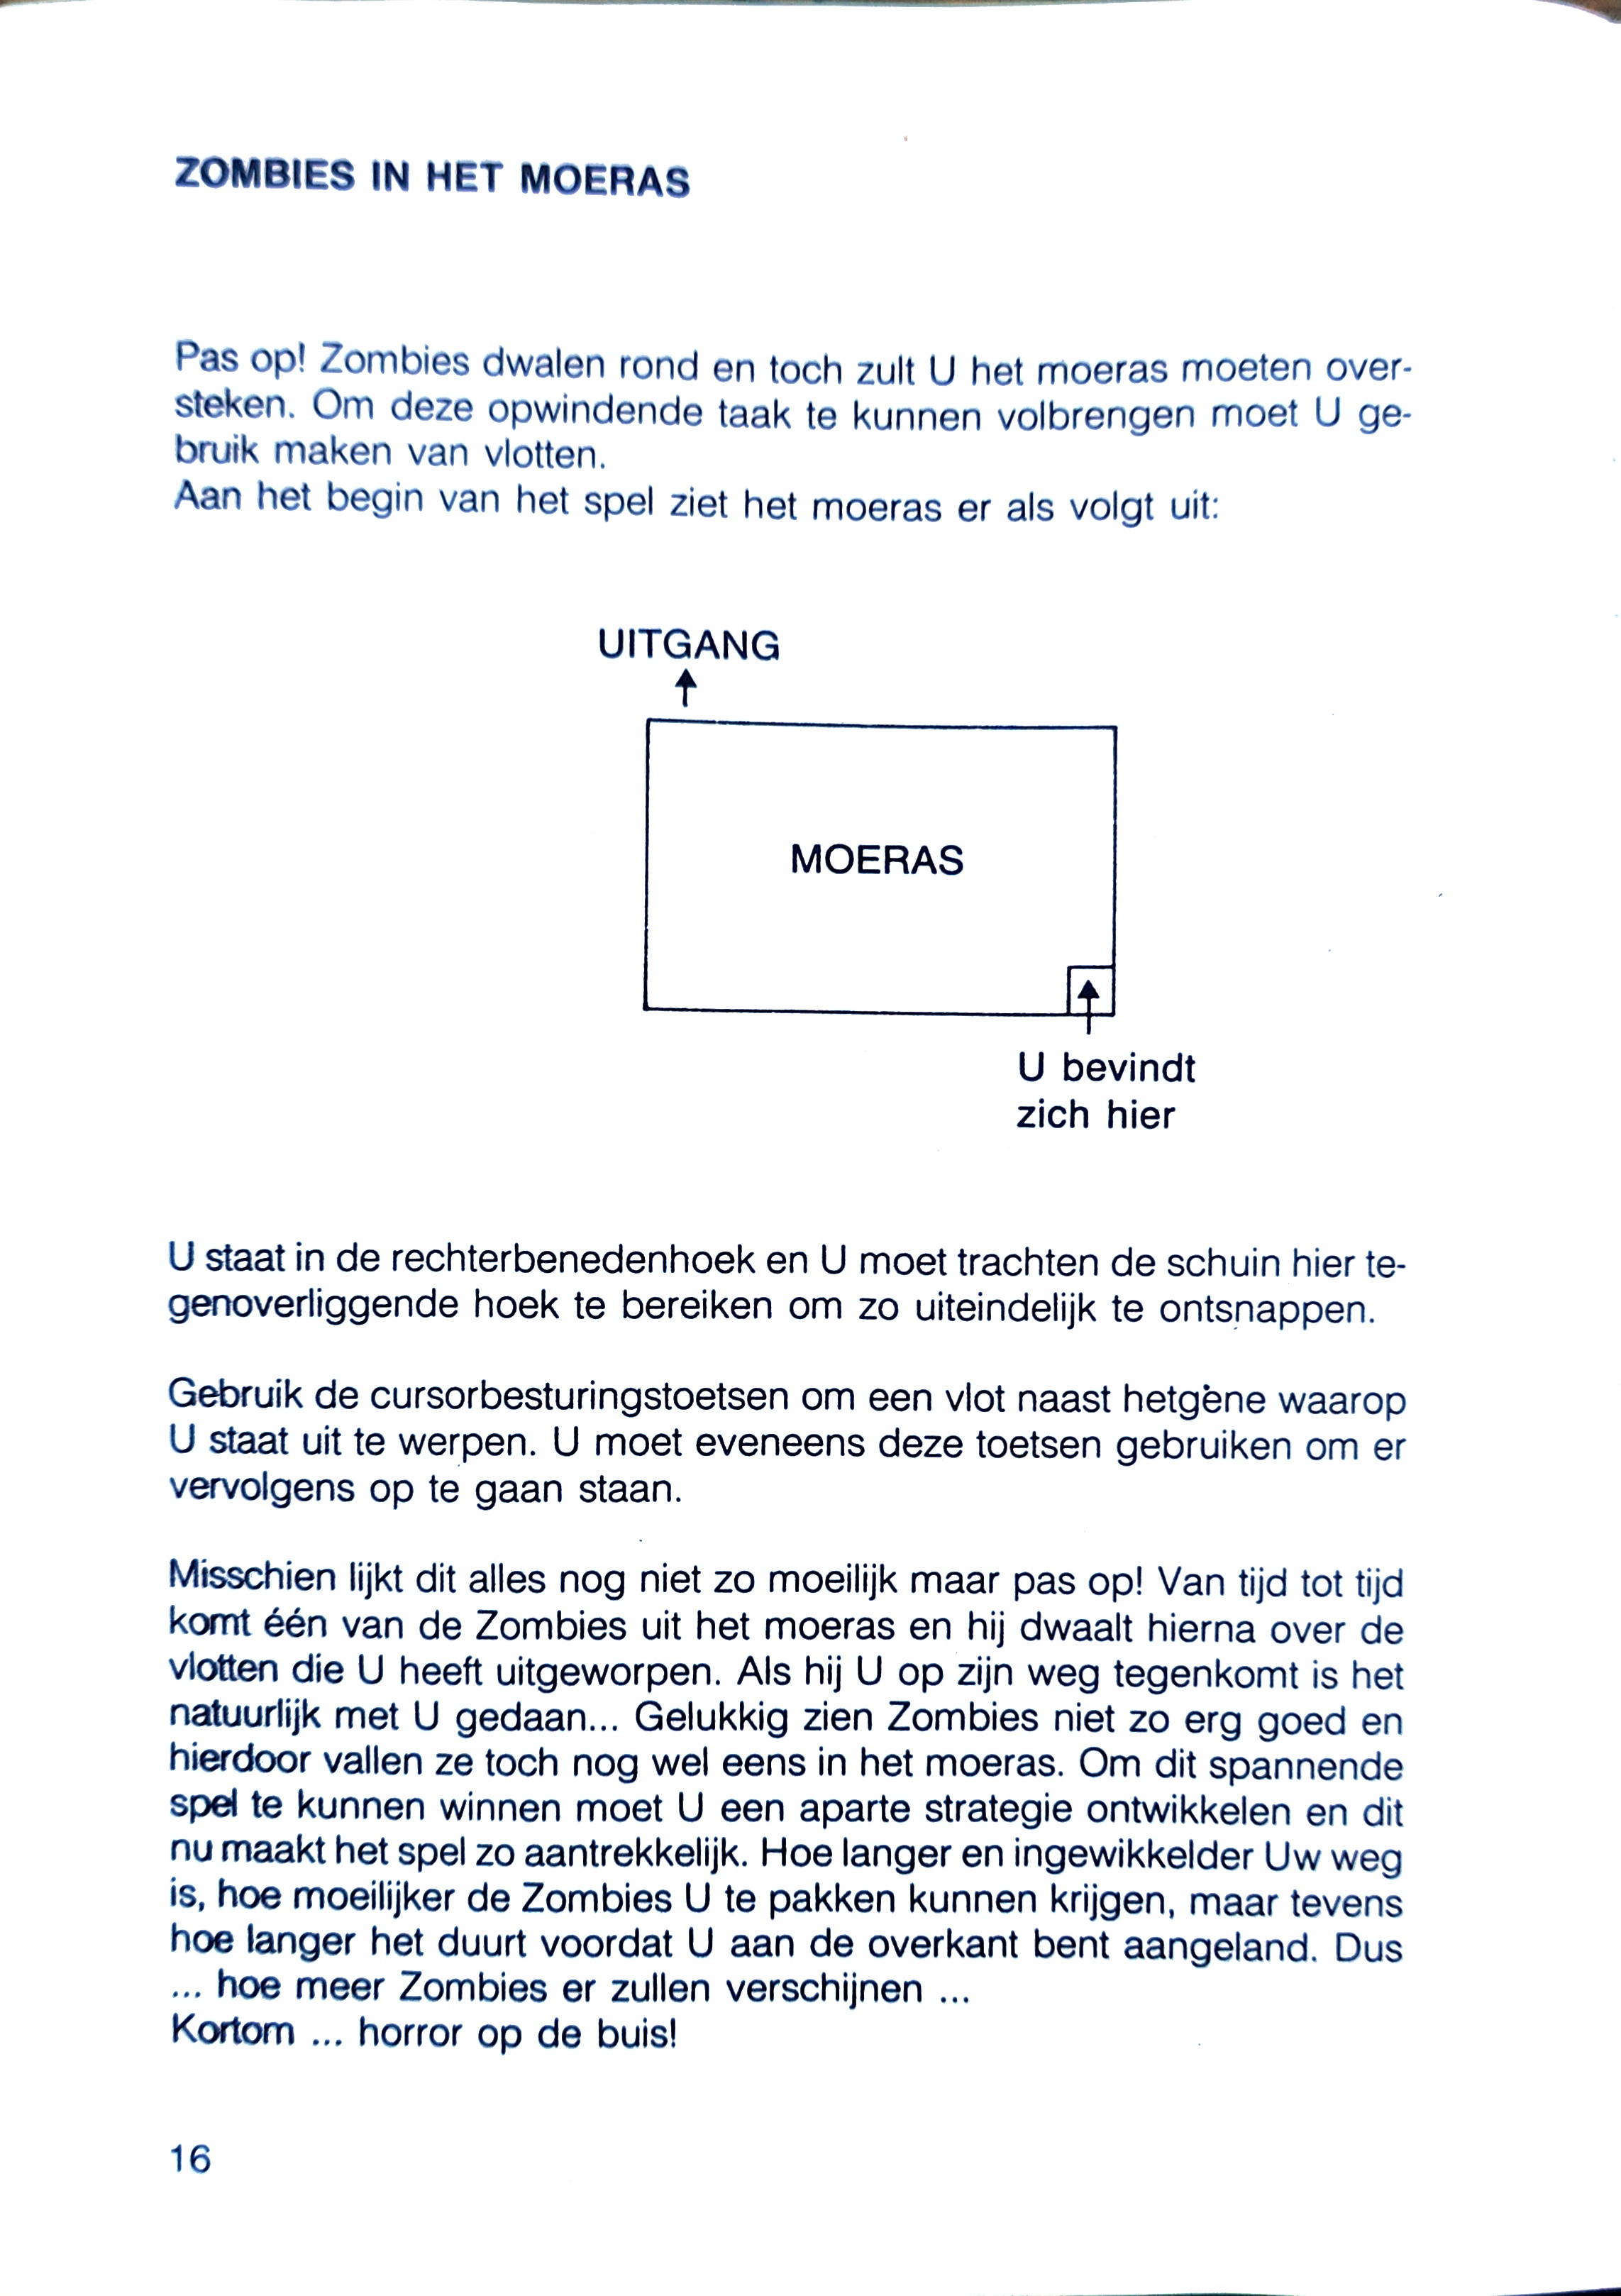 ZOMBIES IN HET MOERAS
Pas op! Zombies dwalen rond en toch zult U het moeras moeten over-
steken. Om deze opwindende taak te kunnen volbrengen moet U ge-
bruik maken van vlotten.
Aan het begin van het spel ziet het moeras er als volgt uit:
UITGANG
MOERAS
U bevindt
zich hier
U staat in de rechterbenedenhoek en U moet trachten de schuin hier te-
genoverliggende hoek te bereiken om zo uiteindelijk te ontsnappen.
Gebruik de cursorbesturingstoetsen om een vlot naast hetgène waarop
U staat uit te werpen. U moet eveneens deze toetsen gebruiken om er
vervolgens op te gaan staan.
Misschien lijkt dit alles nog niet zo moeilijk maar pas op! Van tijd tot tijd
komt één van de Zombies uit het moeras en hij dwaalt hierna over de
vlotten die U heeft uitgeworpen. Als hij U op zijn weg tegenkomt is het
natuurlijk met U gedaan... Gelukkig zien Zombies niet zo erg goed en
hierdoor vallen ze toch nog wel eens in het moeras. Om dit spannende
spel te kunnen winnen moet U een aparte strategie ontwikkelen en dit
nu maakt het spel zo aantrekkelijk. Hoe langer en ingewikkelder Uw weg
is, hoe moeilijker de Zombies U te pakken kunnen krijgen, maar tevens
hoe langer het duurt voordat U aan de overkant bent aangeland. Dus
... hoe meer Zombies er zullen verschijnen ...
Kortom ... horror op de buis!
16